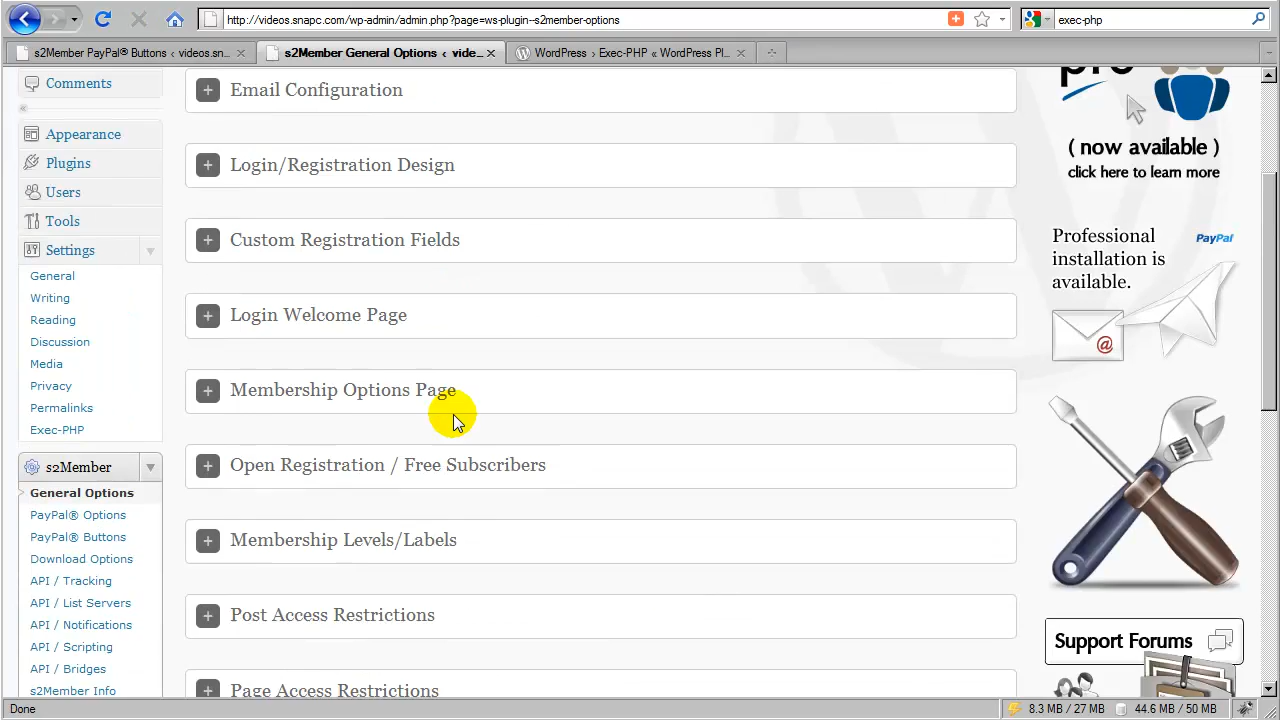 http://videos.snapc.com/wp-admin/admin.php?page=ws-plugin--s2member-options
exec-php
s2Member PayPal® Buttons ‹ videos.sn...
s2Member General Options ‹ vide...
WordPress › Exec-PHP « WordPress Pl...
Comments
Appearance
Plugins
Users
Tools
Settings
General
Writing
Reading
Discussion
Media
Privacy
Permalinks
Exec-PHP
s2Member
General Options
PayPal® Options
PayPal® Buttons
Download Options
API / Tracking
API / List Servers
API / Notifications
API / Scripting
API / Bridges
s2Member Info
Email Configuration
Login/Registration Design
Custom Registration Fields
Login Welcome Page
Membership Options Page
Open Registration / Free Subscribers
Membership Levels/Labels
Post Access Restrictions
Page Access Restrictions
pro
( now available )
click here to learn more
Professional
installation is
available.
PayPal
@
Support Forums
Done
8.3 MB / 27 MB
44.6 MB / 50 MB